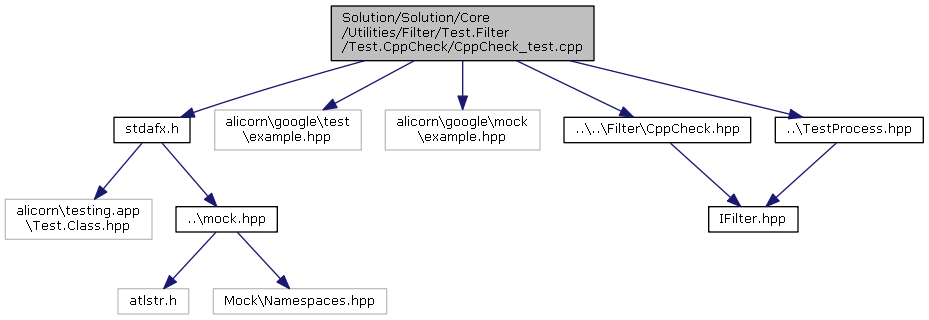 Solution/Solution/Core
/Utilities/Filter/Test.Filter
/Test.CppCheck/CppCheck_test.cpp
stdafx.h
alicorn\google\test
\example.hpp
alicorn\google\mock
\example.hpp
..\..\Filter\CppCheck.hpp
..\TestProcess.hpp
alicorn\testing.app
\Test.Class.hpp
..\mock.hpp
IFilter.hpp
atlstr.h
Mock\Namespaces.hpp